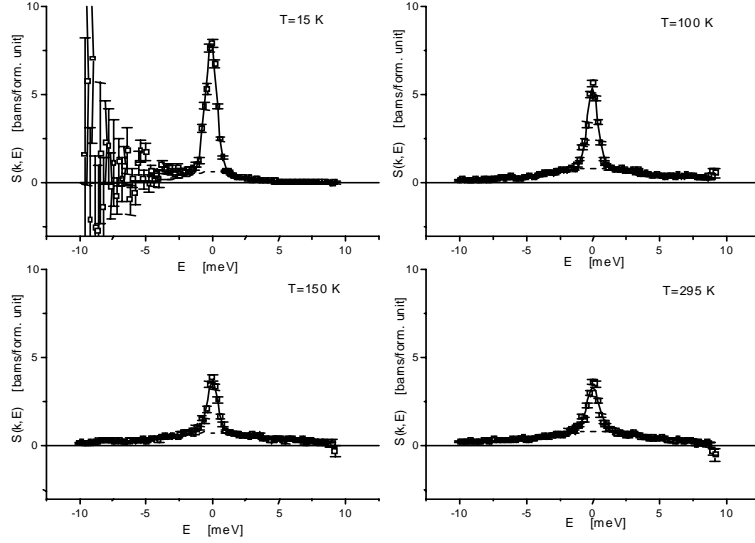 T=15 K
10
5
0
S(k, E) [barns/form. unit]
-10 -5 0 5 10
E [meV]
T=100 K
10
5
0
S(k, E) [barns/form. unit]
-10 -5 0 5 10
E [meV]
T=150 K
10
5
0
S(k, E) [barns/form. unit]
-10 -5 0 5 10
E [meV]
T=295 K
10
5
0
S(k, E) [barns/form. unit]
-10 -5 0 5 10
E [meV]